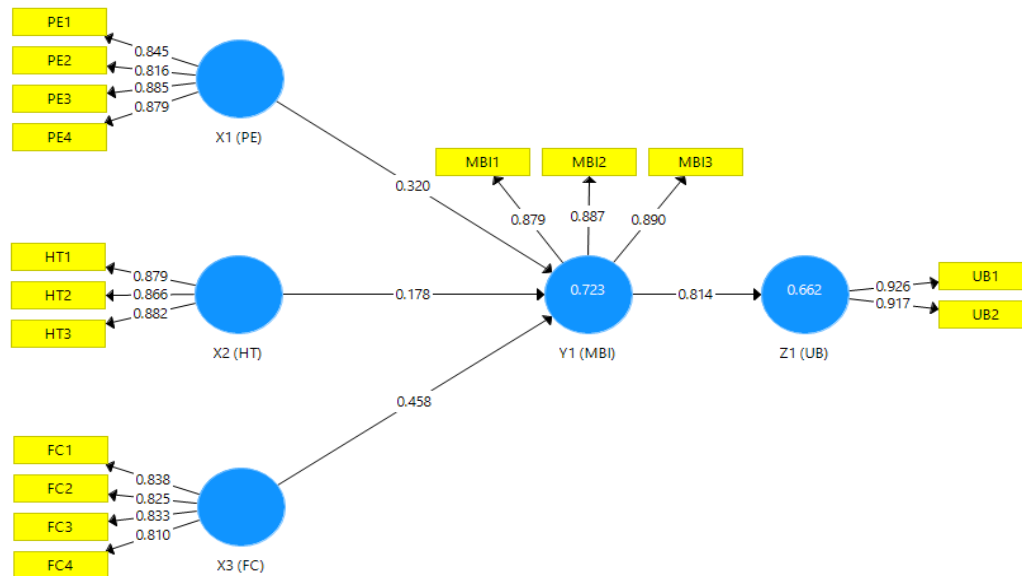 PE1
PE2
PE3
PE4
0.845
0.816
0.885
0.879
X1 (PE)
0.320
MBI1
MBI2
MBI3
0.879
0.887
0.890
HT1
HT2
HT3
0.879
0.866
0.882
X2 (HT)
0.178
0.723
Y1 (MBI)
0.814
0.662
Z1 (UB)
0.926
0.917
UB1
UB2
0.458
FC1
FC2
FC3
FC4
0.838
0.825
0.833
0.810
X3 (FC)